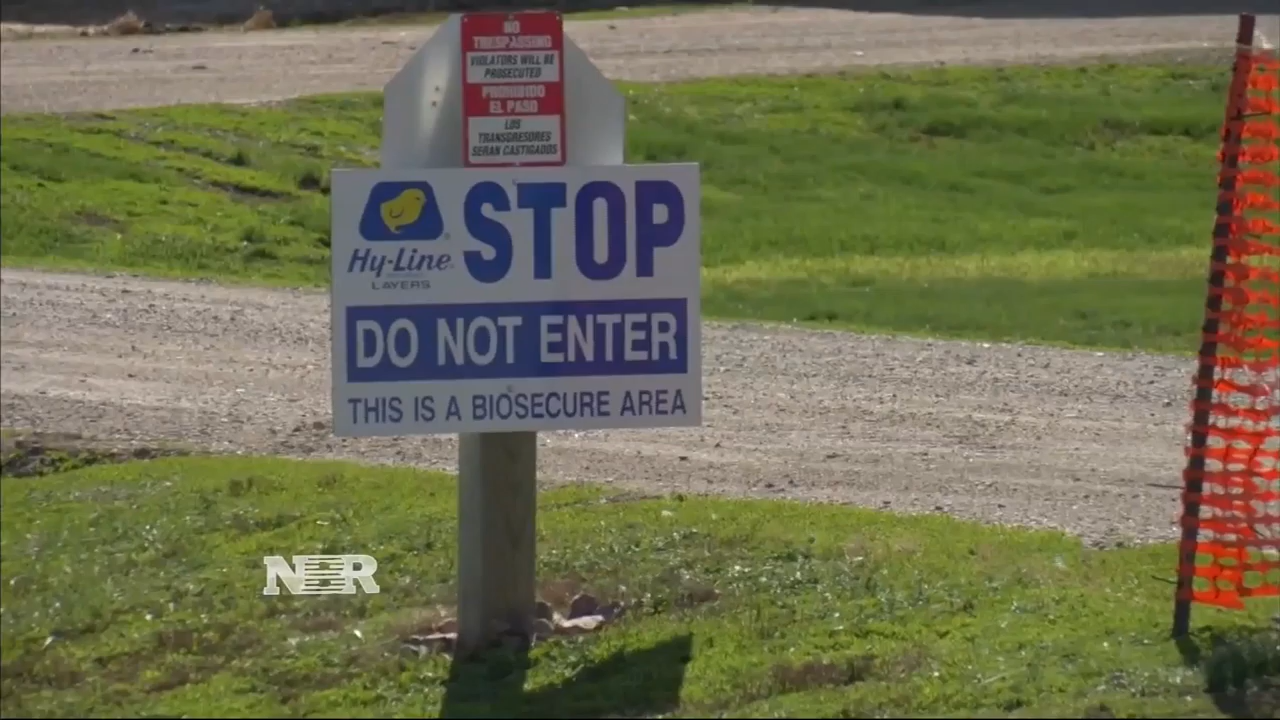 NO
TRESPASSING
VIOLATORS WILL BE
PROSECUTED
PROHIBIDO
EL PASO
LOS
TRANSGRESORES
SERAN CASTIGADOS
Hy-Line®
LAYERS
STOP
DO NOT ENTER
THIS IS A BIOSECURE AREA
NBR